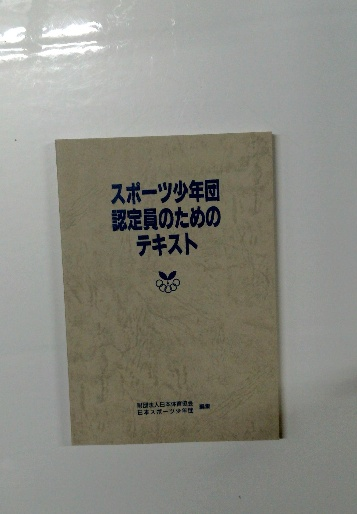 スポーツ少年団
認定員のための
テキスト
財団法人日本体育協会
日本スポーツ少年団 編集